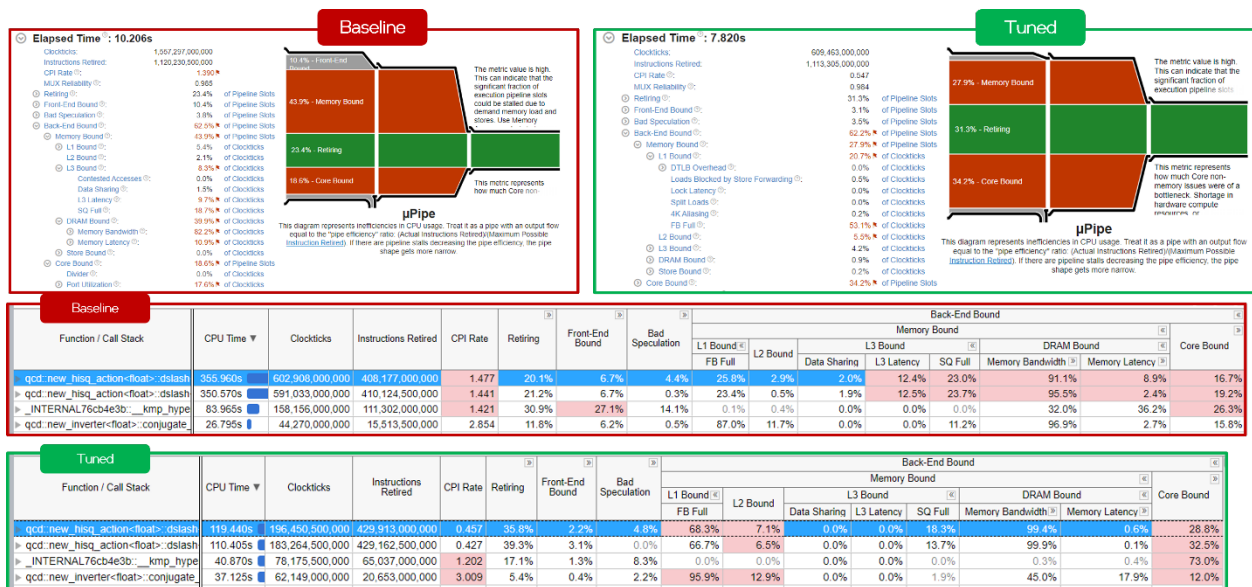 Baseline
Elapsed Time: 10.206s
Clockticks: 1,557,297,000,000
Instructions Retired: 1,120,230,500,000
CPI Rate: 1.390
MUX Reliability: 0.965
Retiring: 23.4% of Pipeline Slots
Front-End Bound: 10.4% of Pipeline Slots
Bad Speculation: 3.8% of Pipeline Slots
Back-End Bound: 62.5% of Pipeline Slots
Memory Bound: 43.9% of Pipeline Slots
L1 Bound: 5.4% of Clockticks
L2 Bound: 2.1% of Clockticks
L3 Bound: 8.3% of Clockticks
Contested Accesses: 0.0% of Clockticks
Data Sharing: 1.5% of Clockticks
L3 Latency: 9.7% of Clockticks
SQ Full: 18.7% of Clockticks
DRAM Bound: 39.9% of Clockticks
Memory Bandwidth: 82.2% of Clockticks
Memory Latency: 10.9% of Clockticks
Store Bound: 0.0% of Clockticks
Core Bound: 18.6% of Pipeline Slots
Divider: 0.0% of Clockticks
Port Utilization: 17.6% of Clockticks
10.4% - Front-End
Bound
43.9% - Memory Bound
23.4% - Retiring
18.6% - Core Bound
The metric value is high.
This can indicate that the
significant fraction of
execution pipeline slots
could be stalled due to
demand memory load and
stores. Use Memory
This metric represents
how much Core non-
µPipe
This diagram represents inefficiencies in CPU usage. Treat it as a pipe with an output flow
equal to the "pipe efficiency" ratio: (Actual Instructions Retired)/(Maximum Possible
Instruction Retired). If there are pipeline stalls decreasing the pipe efficiency, the pipe
shape gets more narrow.
Tuned
Elapsed Time: 7.820s
Clockticks: 609,463,000,000
Instructions Retired: 1,113,305,000,000
CPI Rate: 0.547
MUX Reliability: 0.984
Retiring: 31.3% of Pipeline Slots
Front-End Bound: 3.1% of Pipeline Slots
Bad Speculation: 3.5% of Pipeline Slots
Back-End Bound: 62.2% of Pipeline Slots
Memory Bound: 27.9% of Pipeline Slots
L1 Bound: 20.7% of Clockticks
DTLB Overhead: 0.0% of Clockticks
Loads Blocked by Store Forwarding: 0.5% of Clockticks
Lock Latency: 0.0% of Clockticks
Split Loads: 0.0% of Clockticks
4K Aliasing: 0.2% of Clockticks
FB Full: 53.1% of Clockticks
L2 Bound: 5.5% of Clockticks
L3 Bound: 4.2% of Clockticks
DRAM Bound: 0.9% of Clockticks
Store Bound: 0.2% of Clockticks
Core Bound: 34.2% of Pipeline Slots
27.9% - Memory Bound
31.3% - Retiring
34.2% - Core Bound
The metric value is high.
This can indicate that the
significant fraction of
execution pipeline slots
This metric represents
how much Core non-
memory issues were of a
bottleneck. Shortage in
hardware compute
resources, or
µPipe
This diagram represents inefficiencies in CPU usage. Treat it as a pipe with an output flow
equal to the "pipe efficiency" ratio: (Actual Instructions Retired)/(Maximum Possible
Instruction Retired). If there are pipeline stalls decreasing the pipe efficiency, the pipe
shape gets more narrow.
Baseline
Back-End Bound
Memory Bound
Function / Call Stack CPU Time Clockticks Instructions Retired CPI Rate Retiring Front-End Bound Bad Speculation L1 Bound L2 Bound L3 Bound DRAM Bound Core Bound
FB Full Data Sharing L3 Latency SQ Full Memory Bandwidth Memory Latency
qcd::new_hisq_action<float>::dslash 355.960s 602,908,000,000 408,177,000,000 1.477 20.1% 6.7% 4.4% 25.8% 2.9% 2.0% 12.4% 23.0% 91.1% 8.9% 16.7%
qcd::new_hisq_action<float>::dslash 350.570s 591,033,000,000 410,124,500,000 1.441 21.2% 6.7% 0.3% 23.4% 0.5% 1.9% 12.5% 23.7% 95.5% 2.4% 19.2%
_INTERNAL76cb4e3b::__kmp_hype 83.965s 158,156,000,000 111,302,000,000 1.421 30.9% 27.1% 14.1% 0.1% 0.4% 0.0% 0.0% 0.0% 32.0% 36.2% 26.3%
qcd::new_inverter<float>::conjugate_ 26.795s 44,270,000,000 15,513,500,000 2.854 11.8% 6.2% 0.5% 87.0% 11.7% 0.0% 0.0% 11.2% 96.9% 2.7% 15.8%
Tuned
Back-End Bound
Memory Bound
Function / Call Stack CPU Time Clockticks Instructions Retired CPI Rate Retiring Front-End Bound Bad Speculation L1 Bound L2 Bound L3 Bound DRAM Bound Core Bound
FB Full Data Sharing L3 Latency SQ Full Memory Bandwidth Memory Latency
qcd::new_hisq_action<float>::dslash 119.440s 196,450,500,000 429,913,000,000 0.457 35.8% 2.2% 4.8% 68.3% 7.1% 0.0% 0.0% 18.3% 99.4% 0.6% 28.8%
qcd::new_hisq_action<float>::dslash 110.405s 183,264,500,000 429,162,500,000 0.427 39.3% 3.1% 0.0% 66.7% 6.5% 0.0% 0.0% 13.7% 99.9% 0.1% 32.5%
_INTERNAL76cb4e3b::__kmp_hype 40.870s 78,175,500,000 65,037,000,000 1.202 17.1% 1.3% 8.3% 0.0% 0.0% 0.0% 0.0% 0.0% 0.3% 0.4% 73.0%
qcd::new_inverter<float>::conjugate_ 37.125s 62,149,000,000 20,653,000,000 3.009 5.4% 0.4% 2.2% 95.9% 12.9% 0.0% 0.0% 1.9% 45.0% 17.9% 12.0%